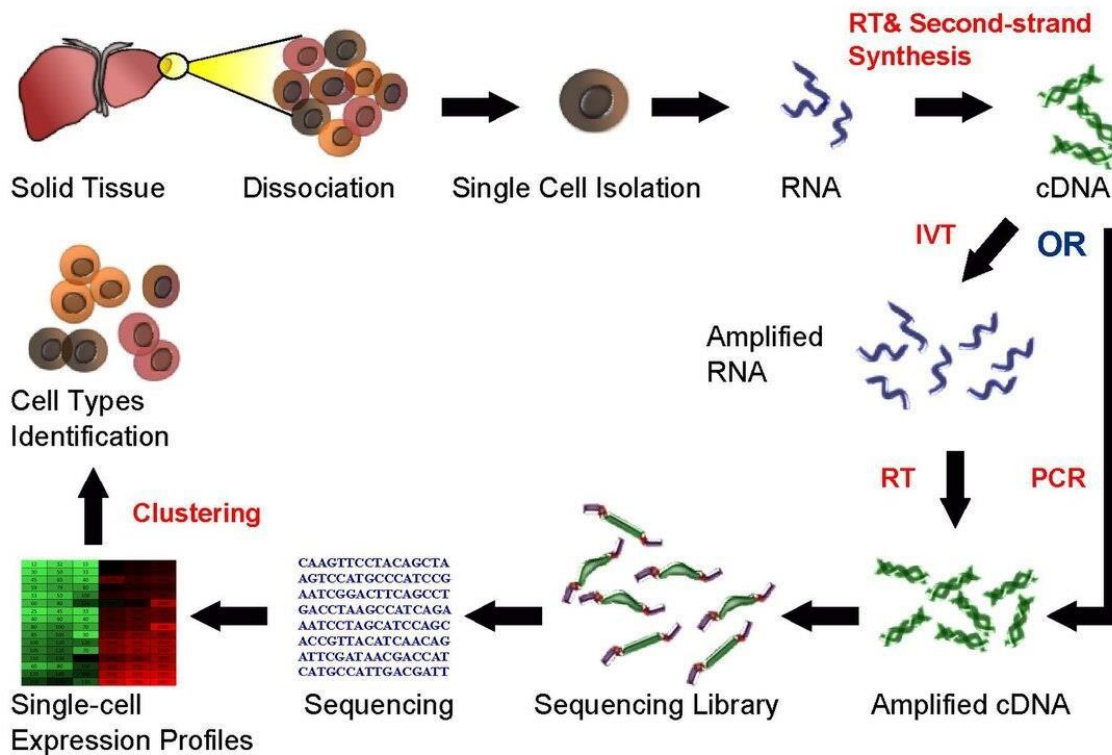 RT& Second-strand
Synthesis
Solid Tissue
Dissociation
Single Cell Isolation
RNA
cDNA
IVT
OR
Amplified
RNA
Cell Types
Identification
RT
PCR
Clustering
CAAGTTCCTACAGCTA
AGTCCATGCCCATCCG
AATCGGACTTCAGCCT
GACCTAAGCCATCAGA
AATCCTAGCATCCAGC
ACCGTTACATCAACAG
ATTCGATAACGACCAT
CATGCCATTGACGATT
Single-cell
Expression Profiles
Sequencing
Sequencing Library
Amplified cDNA